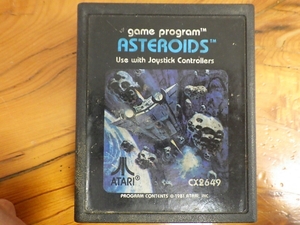 game program™
ASTEROIDS™
Use with Joystick Controllers
ATARI®
CX2649
PROGRAM CONTENTS © 1981 ATARI, INC.